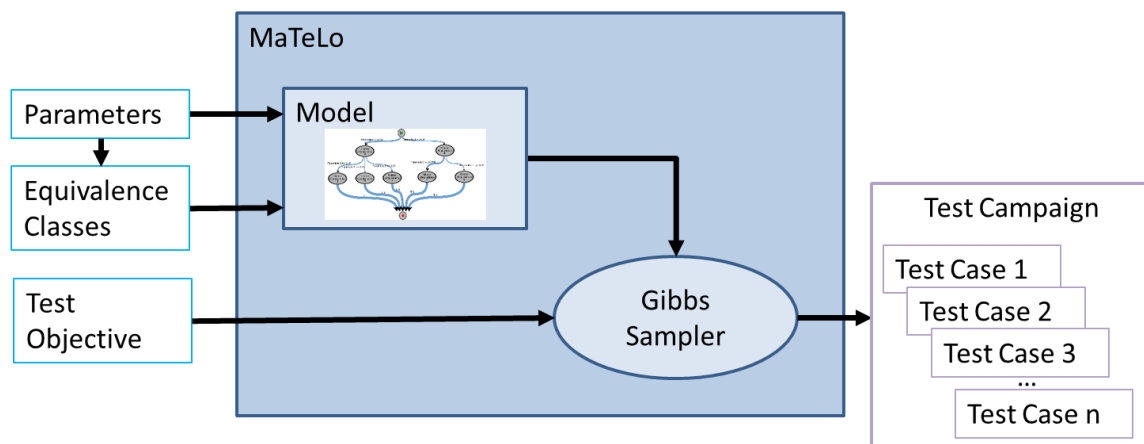 MaTeLo
Parameters
Model
Equivalence
Classes
Test Campaign
Test Case 1
Test
Objective
Gibbs
Sampler
Test Case 2
Test Case 3
...
Test Case n